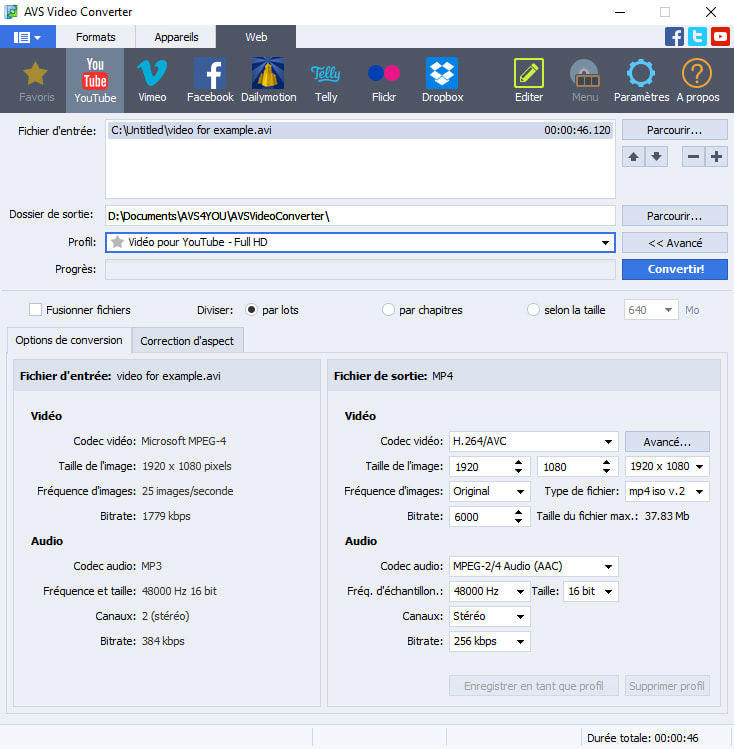 AVS Video Converter
Formats Appareils Web
You Tube Telly
Favoris YouTube Vimeo Facebook Dailymotion Telly Flickr Dropbox Editer Menu Paramètres A propos
Fichier d'entrée: C:\Untitled\video for example.avi 00:00:46.120 Parcourir...
Dossier de sortie: D:\Documents\AVS4YOU\AVSVideoConverter\ Parcourir...
Profil: Vidéo pour YouTube - Full HD << Avancé
Progrès: Convertir!
Fusionner fichiers Diviser: par lots par chapitres selon la taille 640 Mo
Options de conversion Correction d'aspect
Fichier d'entrée: video for example.avi
Vidéo
Codec vidéo: Microsoft MPEG-4
Taille de l'image: 1920 x 1080 pixels
Fréquence d'images: 25 images/seconde
Bitrate: 1779 kbps
Audio
Codec audio: MP3
Fréquence et taille: 48000 Hz 16 bit
Canaux: 2 (stéréo)
Bitrate: 384 kbps
Fichier de sortie: MP4
Vidéo
Codec vidéo: H.264/AVC Avancé...
Taille de l'image: 1920 1080 1920 x 1080
Fréquence d'images: Original Type de fichier: mp4 iso v.2
Bitrate: 6000 Taille du fichier max.: 37.83 Mb
Audio
Codec audio: MPEG-2/4 Audio (AAC)
Fréq. d'échantillon.: 48000 Hz Taille: 16 bit
Canaux: Stéréo
Bitrate: 256 kbps
Enregistrer en tant que profil Supprimer profil
Durée totale: 00:00:46